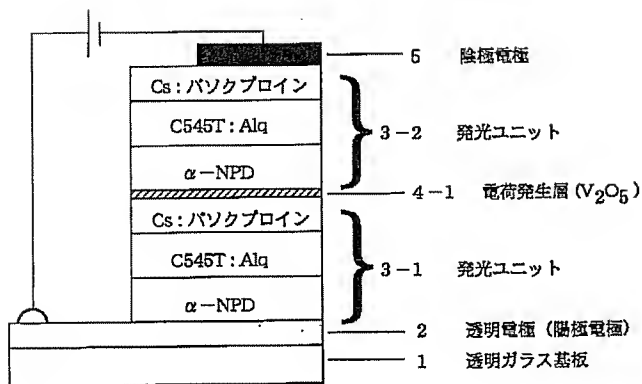 5 陰極電極
Cs:バソクプロイン
C545T:Alq
3-2 発光ユニット
α-NPD
4-1 電荷発生層(V₂O₅)
Cs:バソクプロイン
C545T:Alq
3-1 発光ユニット
α-NPD
2 透明電極(陽極電極)
1 透明ガラス基板